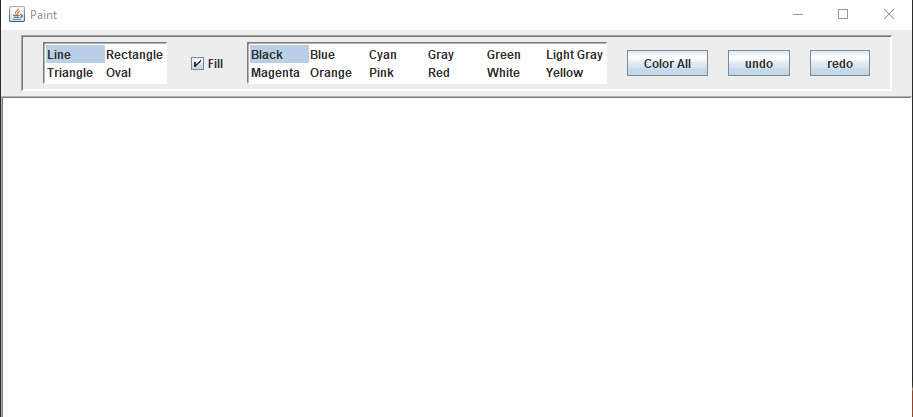 Paint
Line Rectangle
Triangle Oval
Fill
Black Blue Cyan Gray Green Light Gray
Magenta Orange Pink Red White Yellow
Color All
undo
redo